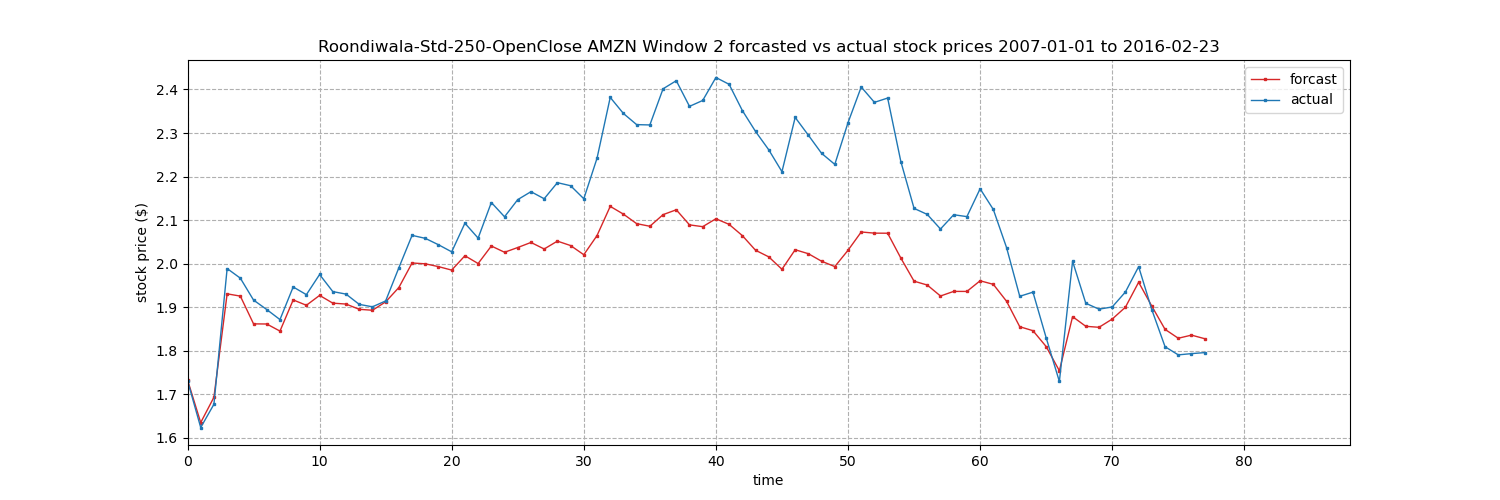 Roondiwala-Std-250-OpenClose AMZN Window 2 forcasted vs actual stock prices 2007-01-01 to 2016-02-23
forcast
actual
stock price ($)
2.4
2.3
2.2
2.1
2.0
1.9
1.8
1.7
1.6
0 10 20 30 40 50 60 70 80
time